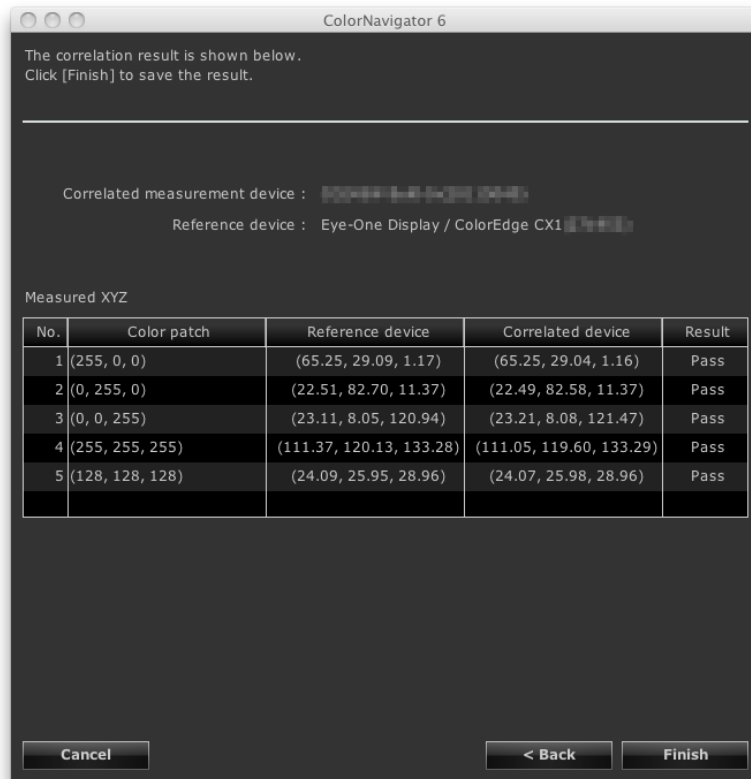 ColorNavigator 6
The correlation result is shown below.
Click [Finish] to save the result.
Correlated measurement device :
Reference device : Eye-One Display / ColorEdge CX1
Measured XYZ
No. Color patch Reference device Correlated device Result
1 (255, 0, 0) (65.25, 29.09, 1.17) (65.25, 29.04, 1.16) Pass
2 (0, 255, 0) (22.51, 82.70, 11.37) (22.49, 82.58, 11.37) Pass
3 (0, 0, 255) (23.11, 8.05, 120.94) (23.21, 8.08, 121.47) Pass
4 (255, 255, 255) (111.37, 120.13, 133.28) (111.05, 119.60, 133.29) Pass
5 (128, 128, 128) (24.09, 25.95, 28.96) (24.07, 25.98, 28.96) Pass
Cancel < Back Finish